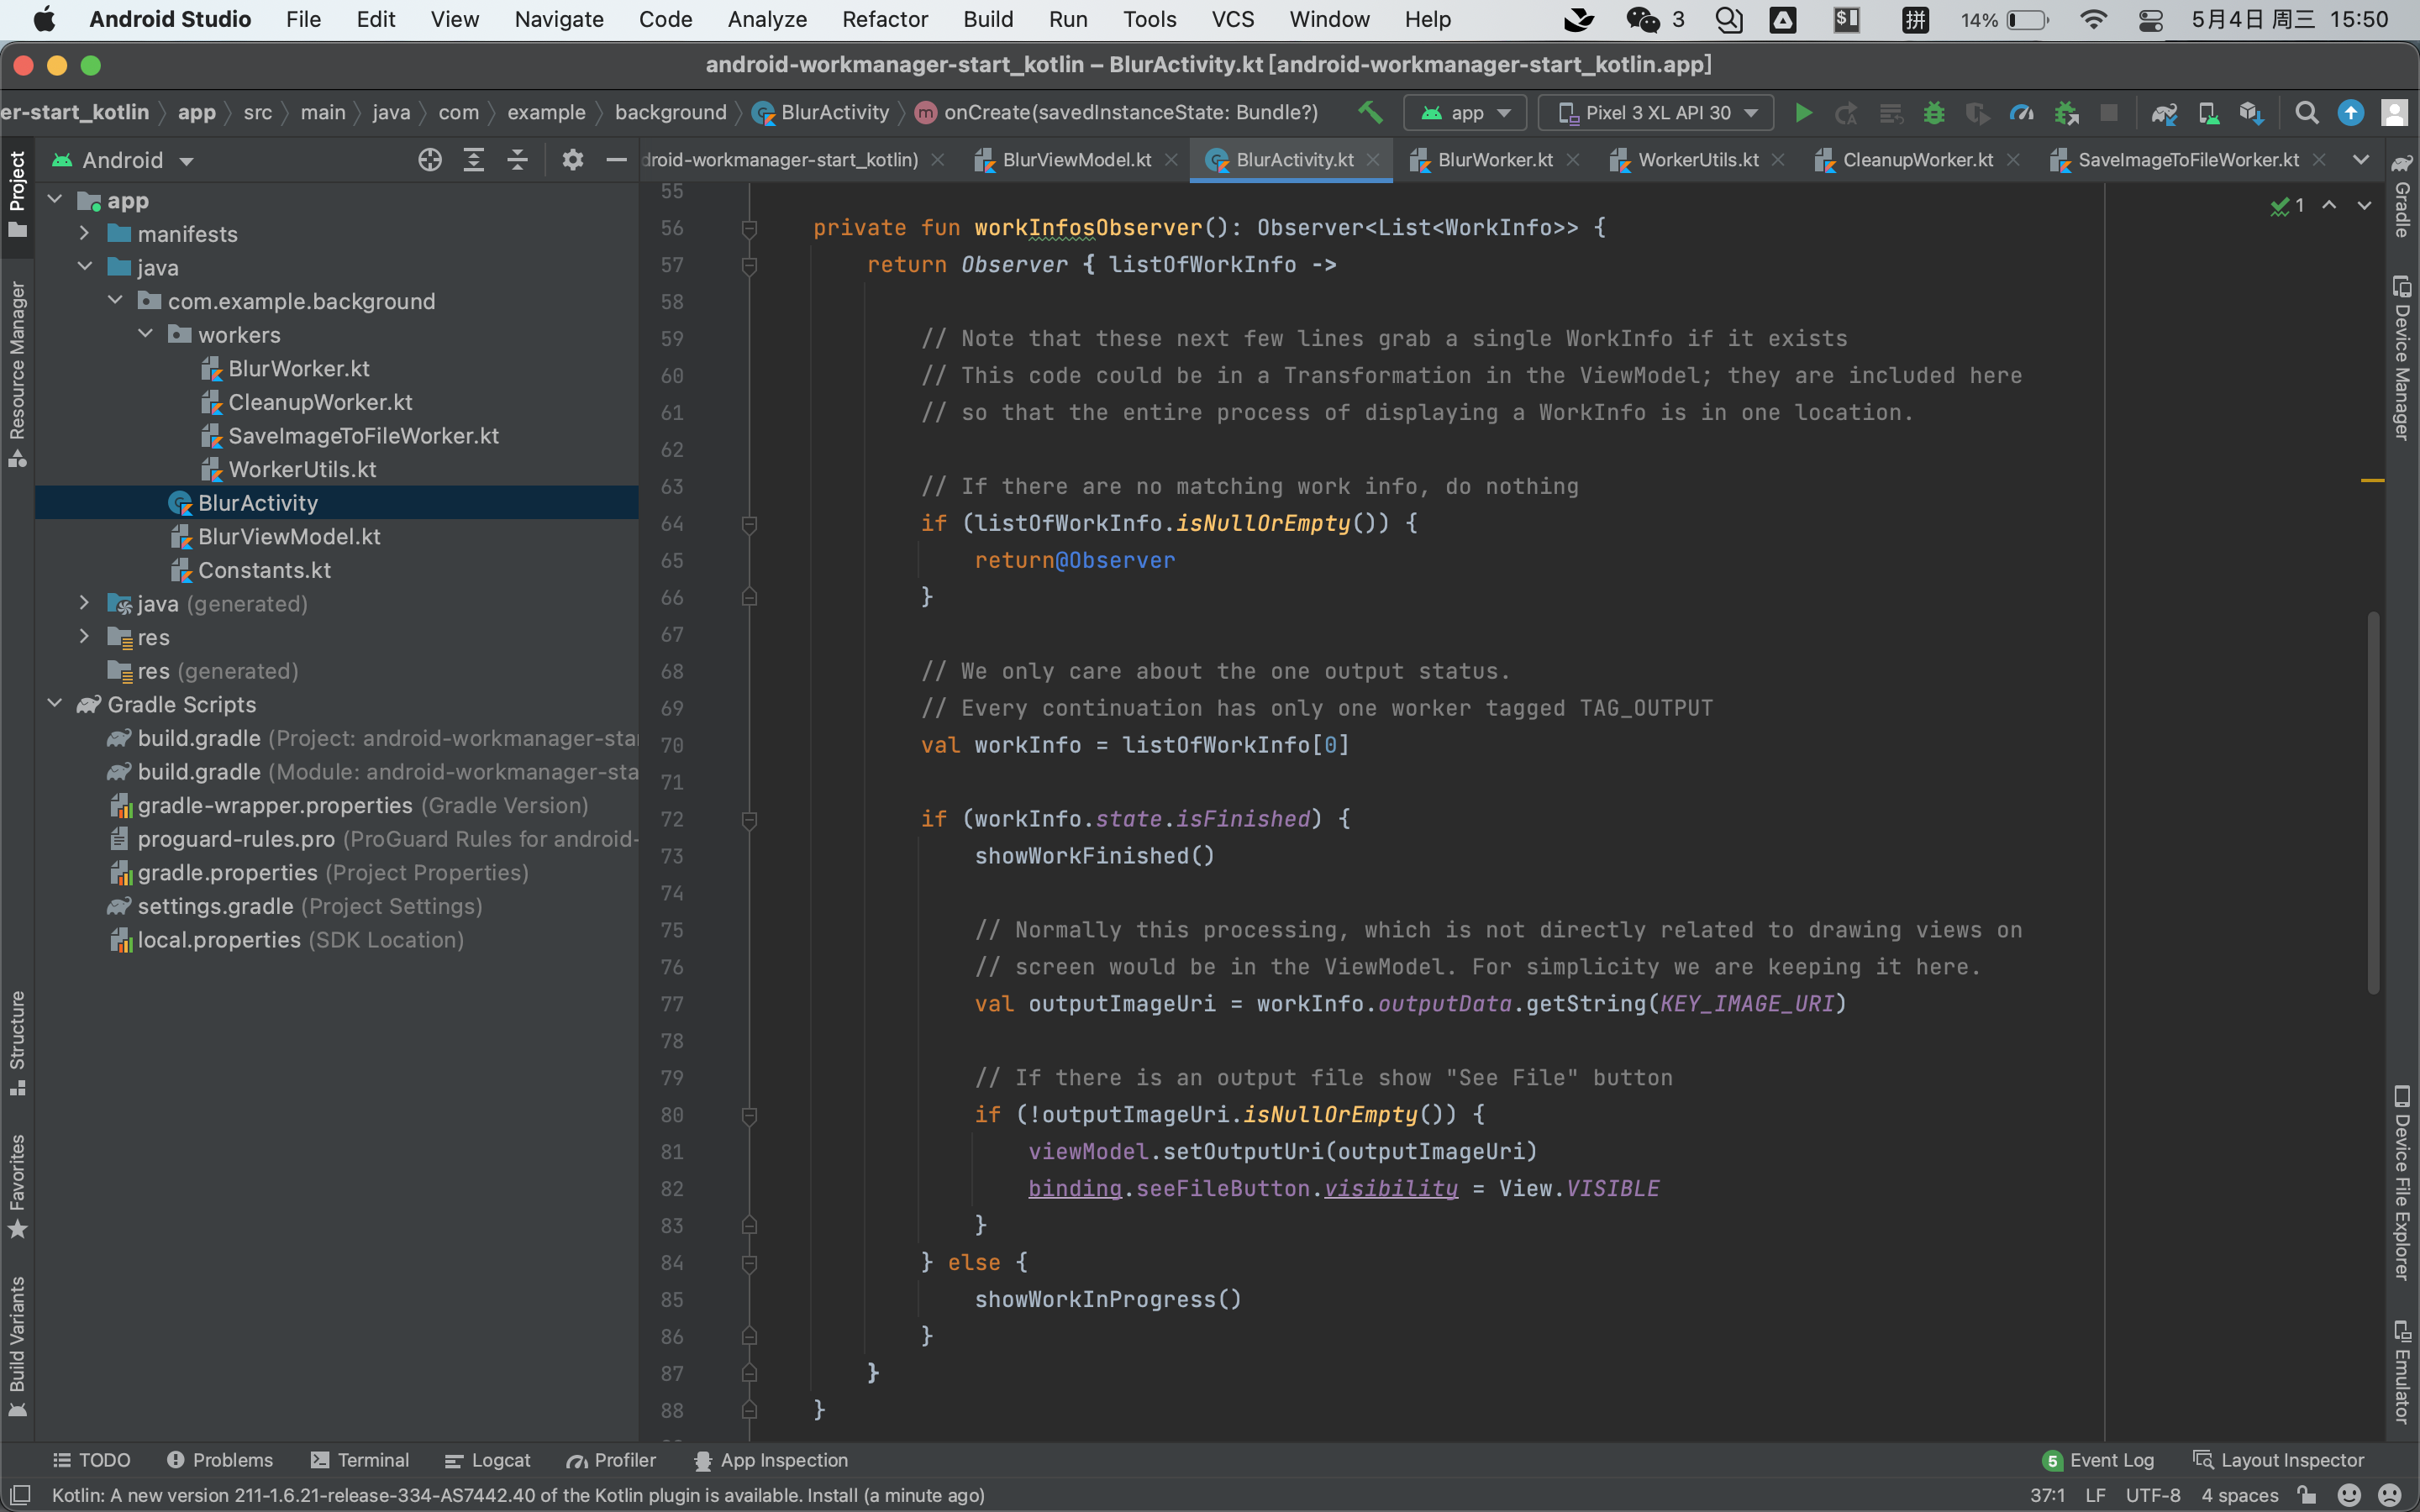 Android Studio File Edit View Navigate Code Analyze Refactor Build Run Tools VCS Window Help 3 拼 14% 5月4日 周三 15:50
android-workmanager-start_kotlin – BlurActivity.kt [android-workmanager-start_kotlin.app]
er-start_kotlin app src main java com example background BlurActivity onCreate(savedInstanceState: Bundle?) app Pixel 3 XL API 30
Android
droid-workmanager-start_kotlin) BlurViewModel.kt BlurActivity.kt BlurWorker.kt WorkerUtils.kt CleanupWorker.kt SaveImageToFileWorker.kt
Project
Resource Manager
Structure
Favorites
Build Variants
app
manifests
java
com.example.background
workers
BlurWorker.kt
CleanupWorker.kt
SaveImageToFileWorker.kt
WorkerUtils.kt
BlurActivity
BlurViewModel.kt
Constants.kt
java (generated)
res
res (generated)
Gradle Scripts
build.gradle (Project: android-workmanager-star
build.gradle (Module: android-workmanager-sta
gradle-wrapper.properties (Gradle Version)
proguard-rules.pro (ProGuard Rules for android-
gradle.properties (Project Properties)
settings.gradle (Project Settings)
local.properties (SDK Location)
1
55
56 private fun workInfosObserver(): Observer<List<WorkInfo>> {
57 return Observer { listOfWorkInfo ->
58
59 // Note that these next few lines grab a single WorkInfo if it exists
60 // This code could be in a Transformation in the ViewModel; they are included here
61 // so that the entire process of displaying a WorkInfo is in one location.
62
63 // If there are no matching work info, do nothing
64 if (listOfWorkInfo.isNullOrEmpty()) {
65 return@Observer
66 }
67
68 // We only care about the one output status.
69 // Every continuation has only one worker tagged TAG_OUTPUT
70 val workInfo = listOfWorkInfo[0]
71
72 if (workInfo.state.isFinished) {
73 showWorkFinished()
74
75 // Normally this processing, which is not directly related to drawing views on
76 // screen would be in the ViewModel. For simplicity we are keeping it here.
77 val outputImageUri = workInfo.outputData.getString(KEY_IMAGE_URI)
78
79 // If there is an output file show "See File" button
80 if (!outputImageUri.isNullOrEmpty()) {
81 viewModel.setOutputUri(outputImageUri)
82 binding.seeFileButton.visibility = View.VISIBLE
83 }
84 } else {
85 showWorkInProgress()
86 }
87 }
88 }
Gradle
Device Manager
Device File Explorer
Emulator
TODO Problems Terminal Logcat Profiler App Inspection 5 Event Log Layout Inspector
Kotlin: A new version 211-1.6.21-release-334-AS7442.40 of the Kotlin plugin is available. Install (a minute ago) 37:1 LF UTF-8 4 spaces